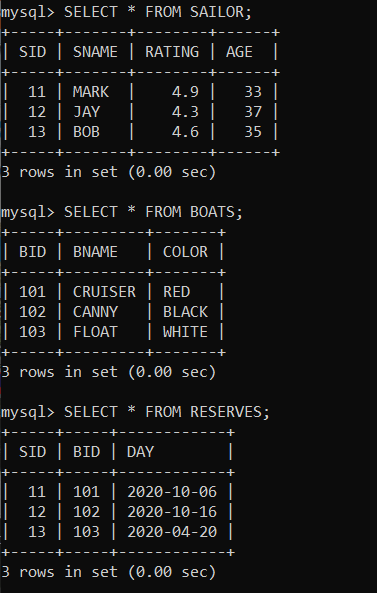 mysql> SELECT * FROM SAILOR;
+-----+-------+--------+------+
| SID | SNAME | RATING | AGE  |
+-----+-------+--------+------+
|  11 | MARK  |    4.9 |   33 |
|  12 | JAY   |    4.3 |   37 |
|  13 | BOB   |    4.6 |   35 |
+-----+-------+--------+------+
3 rows in set (0.00 sec)

mysql> SELECT * FROM BOATS;
+-----+---------+-------+
| BID | BNAME   | COLOR |
+-----+---------+-------+
| 101 | CRUISER | RED   |
| 102 | CANNY   | BLACK |
| 103 | FLOAT   | WHITE |
+-----+---------+-------+
3 rows in set (0.00 sec)

mysql> SELECT * FROM RESERVES;
+-----+-----+------------+
| SID | BID | DAY        |
+-----+-----+------------+
|  11 | 101 | 2020-10-06 |
|  12 | 102 | 2020-10-16 |
|  13 | 103 | 2020-04-20 |
+-----+-----+------------+
3 rows in set (0.00 sec)